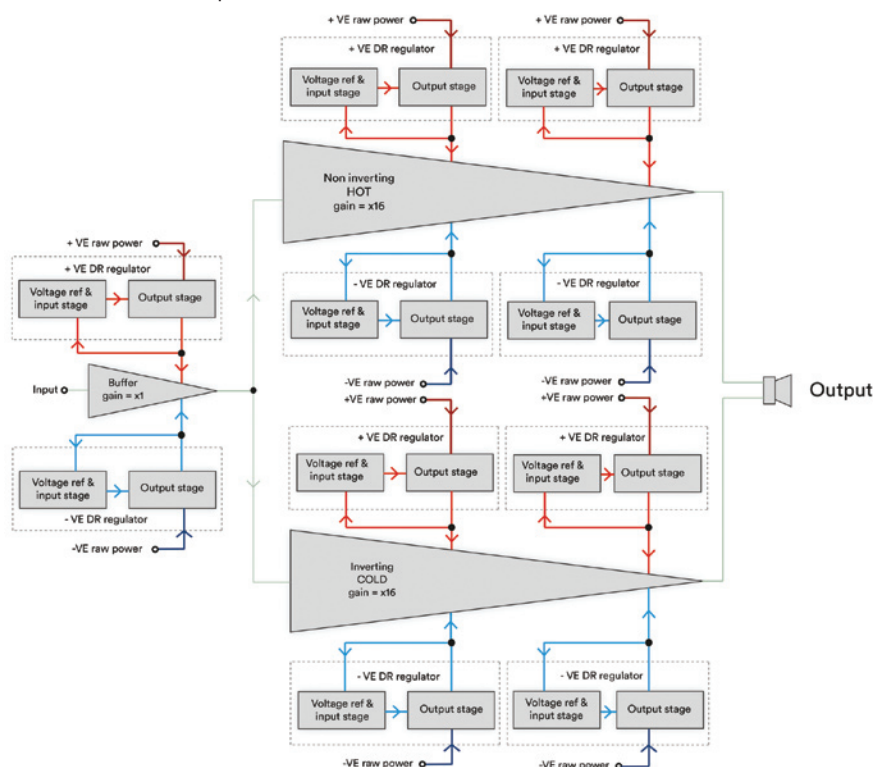 + VE raw power
+ VE raw power
+ VE DR regulator
+ VE DR regulator
Voltage ref &
input stage
Output stage
Voltage ref &
input stage
Output stage
Non inverting
HOT
gain = x16
+ VE raw power
+ VE DR regulator
Voltage ref &
input stage
Output stage
- VE DR regulator
- VE DR regulator
Voltage ref &
input stage
Output stage
Voltage ref &
input stage
Output stage
-VE raw power
-VE raw power
Input
Buffer
gain = x1
Output
+VE raw power
+VE raw power
+ VE DR regulator
+ VE DR regulator
Voltage ref &
input stage
Output stage
Voltage ref &
input stage
Output stage
Voltage ref &
input stage
Output stage
- VE DR regulator
-VE raw power
Inverting
COLD
gain = x16
- VE DR regulator
- VE DR regulator
Voltage ref &
input stage
Output stage
Voltage ref &
input stage
Output stage
-VE raw power
-VE raw power